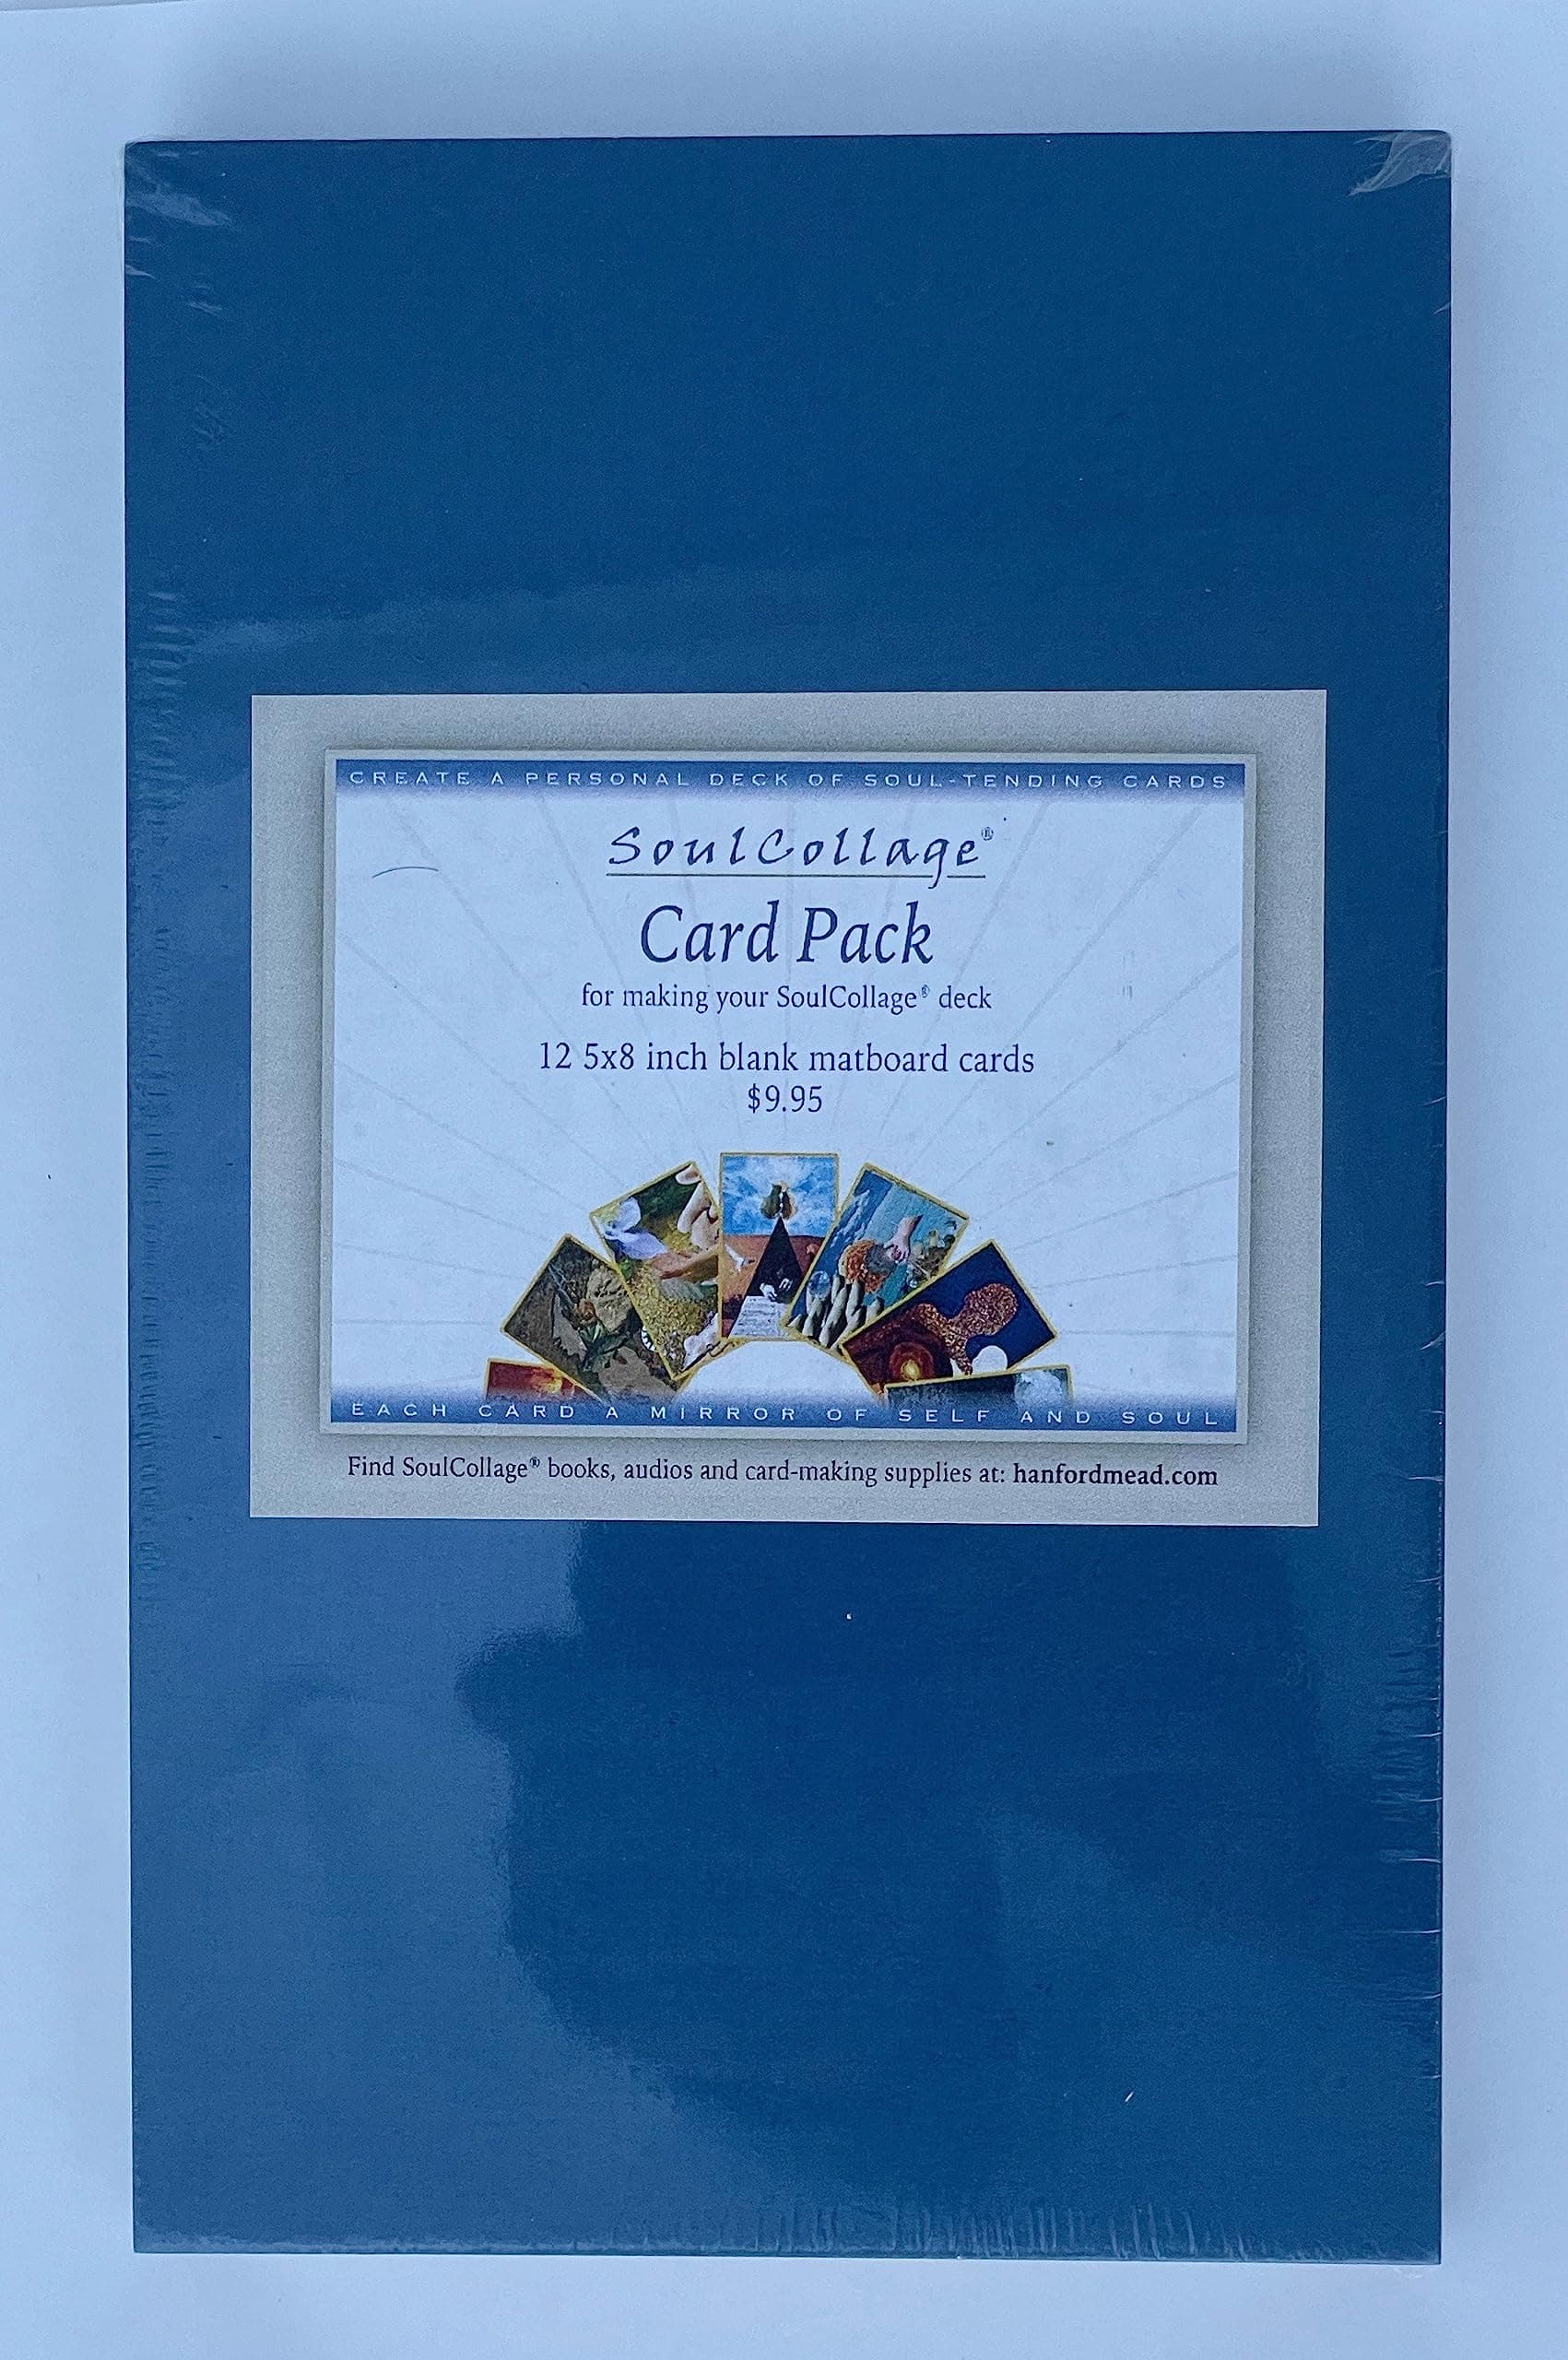 CREATE A PERSONAL DECK OF SOUL-TENDING CARDS
SoulCollage®
Card Pack
for making your SoulCollage® deck
12 5x8 inch blank matboard cards
$9.95
EACH CARD A MIRROR OF SELF AND SOUL
Find SoulCollage® books, audios and card-making supplies at: hanfordmead.com